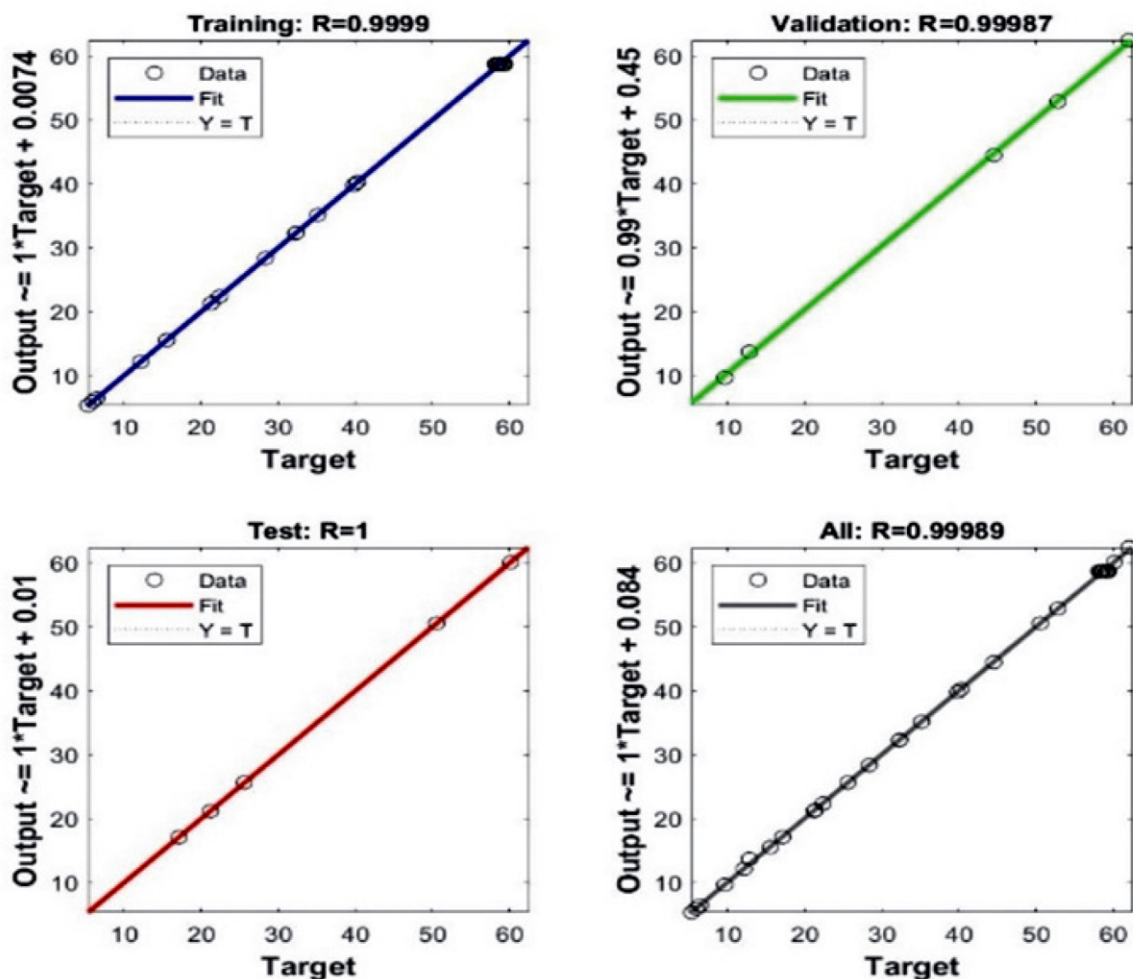 Training: R=0.9999
Output ~= 1*Target + 0.0074
Data
Fit
Y = T
60
50
40
30
20
10
10 20 30 40 50 60
Target
Validation: R=0.99987
Output ~= 0.99*Target + 0.45
Data
Fit
Y = T
60
50
40
30
20
10
10 20 30 40 50 60
Target
Test: R=1
Output ~= 1*Target + 0.01
Data
Fit
Y = T
60
50
40
30
20
10
10 20 30 40 50 60
Target
All: R=0.99989
Output ~= 1*Target + 0.084
Data
Fit
Y = T
60
50
40
30
20
10
10 20 30 40 50 60
Target